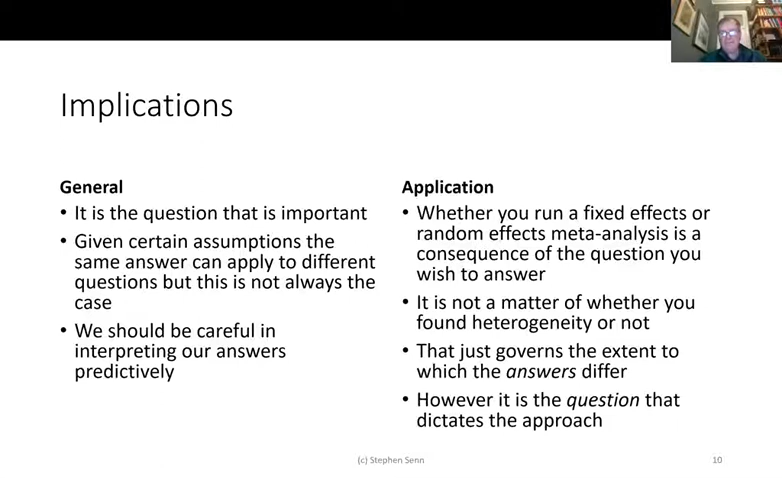 Implications
General
• It is the question that is important
• Given certain assumptions the
same answer can apply to different
questions but this is not always the
case
• We should be careful in
interpreting our answers
predictively
Application
• Whether you run a fixed effects or
random effects meta-analysis is a
consequence of the question you
wish to answer
• It is not a matter of whether you
found heterogeneity or not
• That just governs the extent to
which the answers differ
• However it is the question that
dictates the approach
(c) Stephen Senn
10